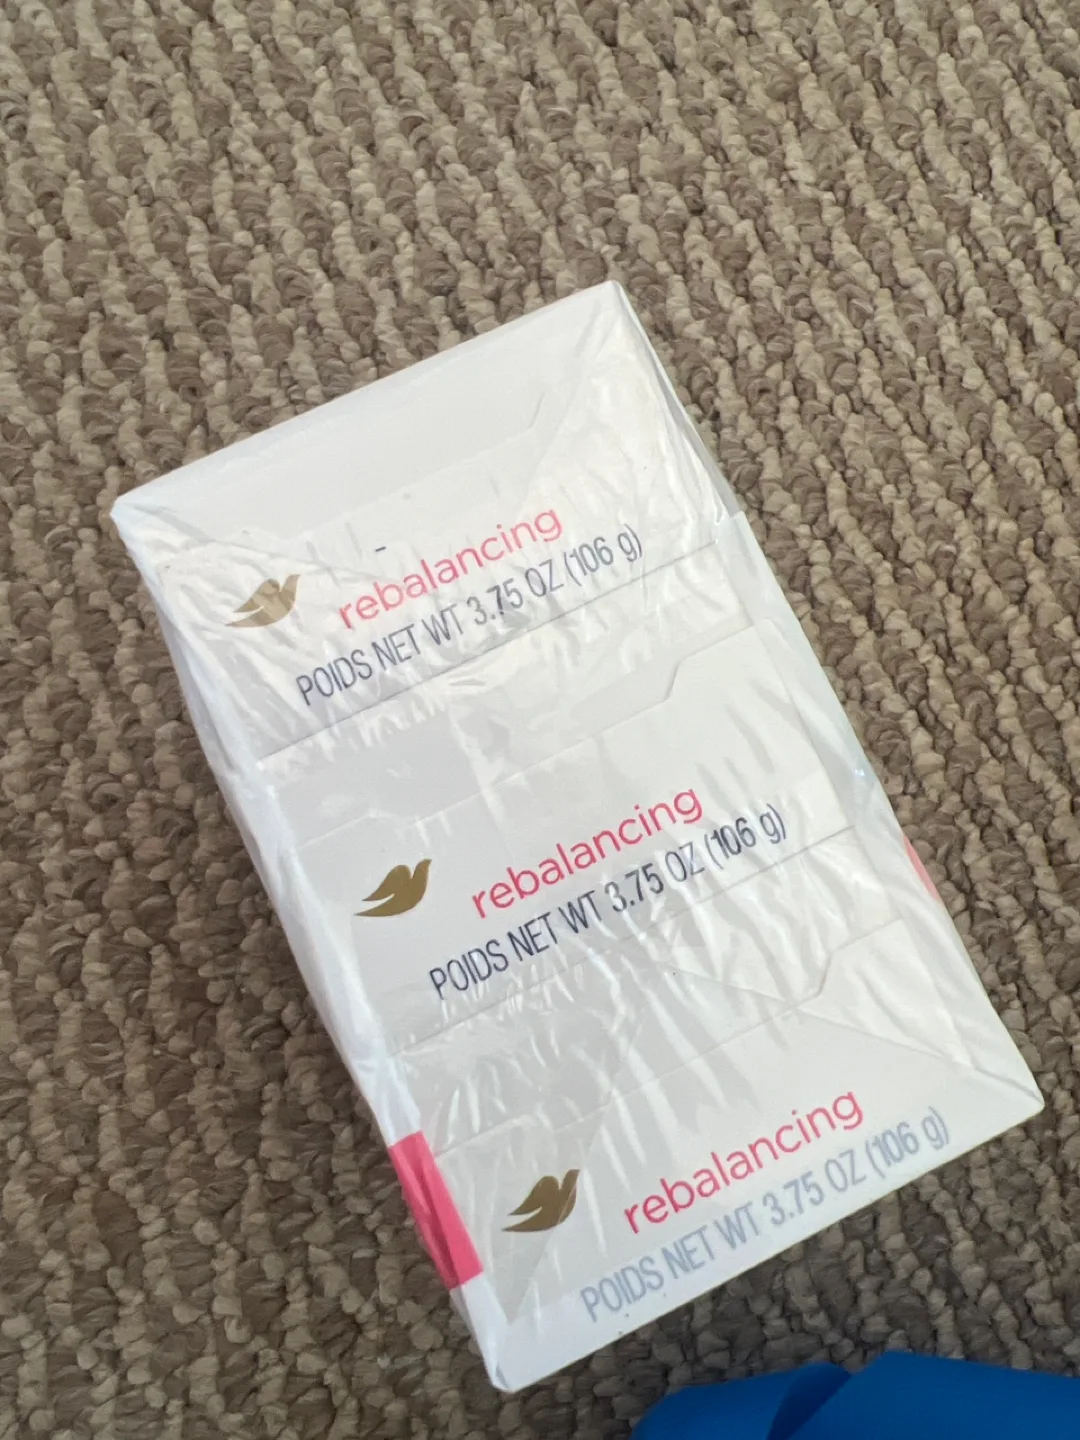 rebalancing
POIDS NET WT 3.75 OZ (106 g)
rebalancing
POIDS NET WT 3.75 OZ (106 g)
rebalancing
POIDS NET WT 3.75 OZ (106 g)